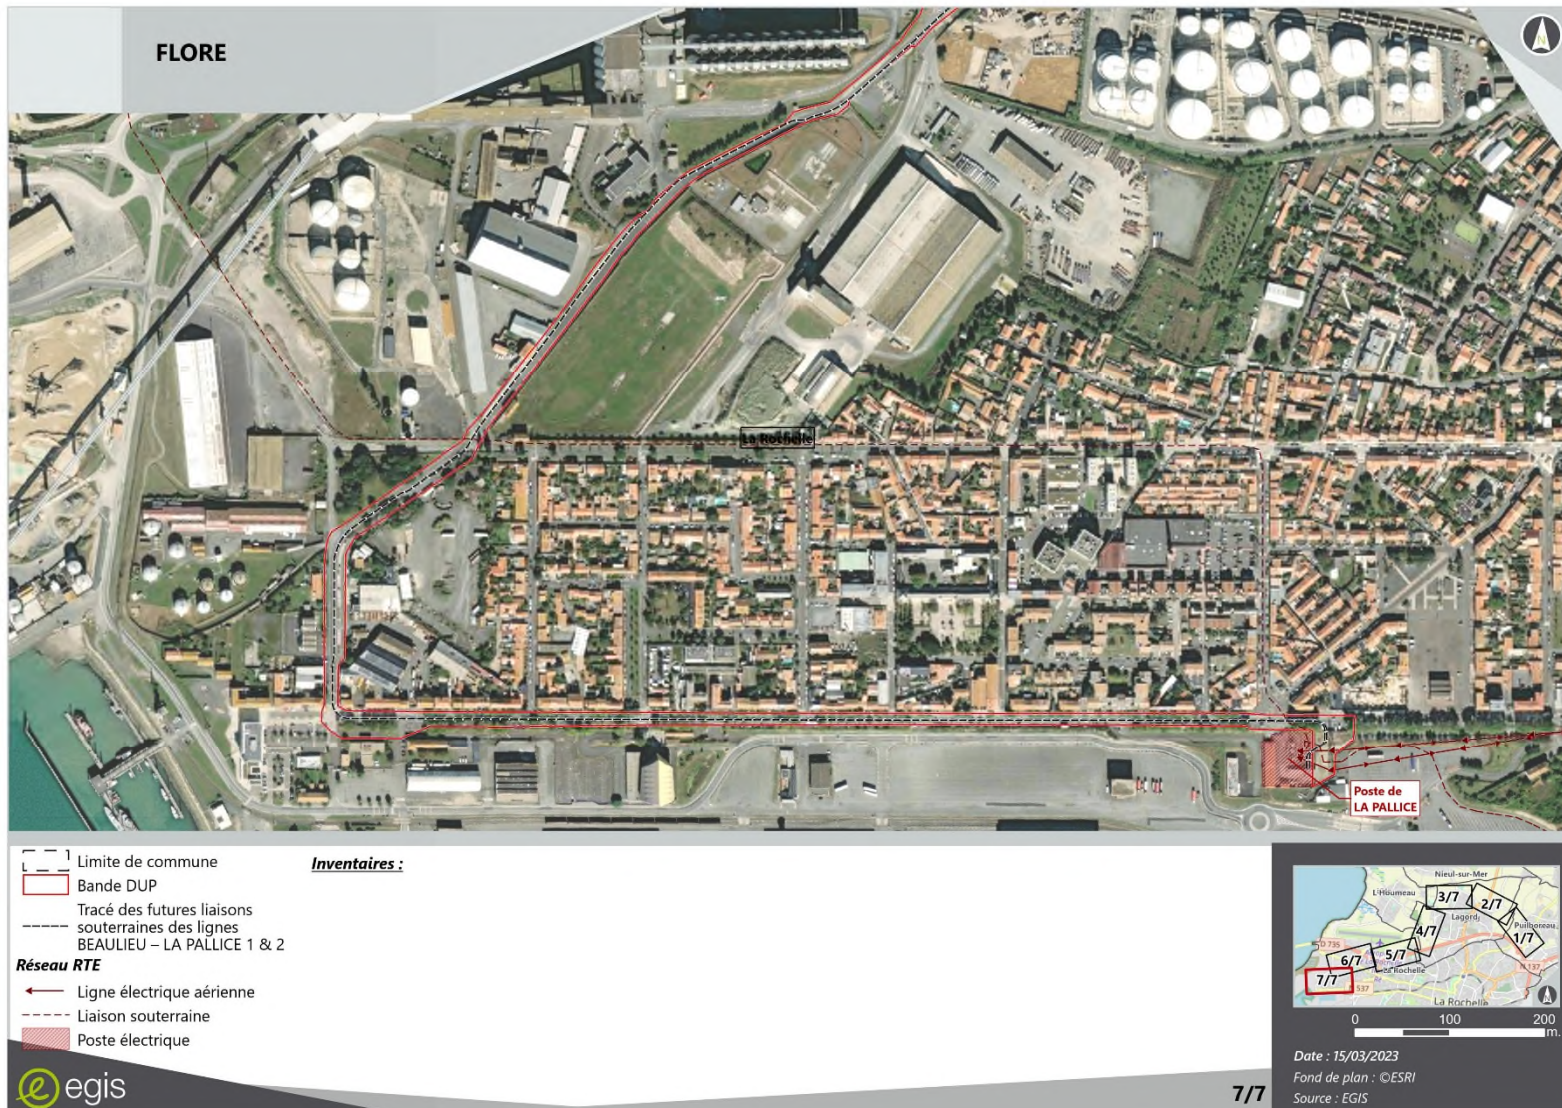 FLORE
N
La Rochelle
Poste de
LA PALLICE
Limite de commune
Bande DUP
Tracé des futures liaisons
souterraines des lignes
BEAULIEU – LA PALLICE 1 & 2
Réseau RTE
Ligne électrique aérienne
Liaison souterraine
Poste électrique
Inventaires :
Nieul-sur-Mer
L'Houmeau
3/7
2/7
Lagord
Puilboreau
4/7
1/7
D 735
5/7
6/7
La Rochelle
N 137
7/7
537
La Rochelle
0 100 200
m.
Date : 15/03/2023
Fond de plan : ©ESRI
Source : EGIS
egis
7/7